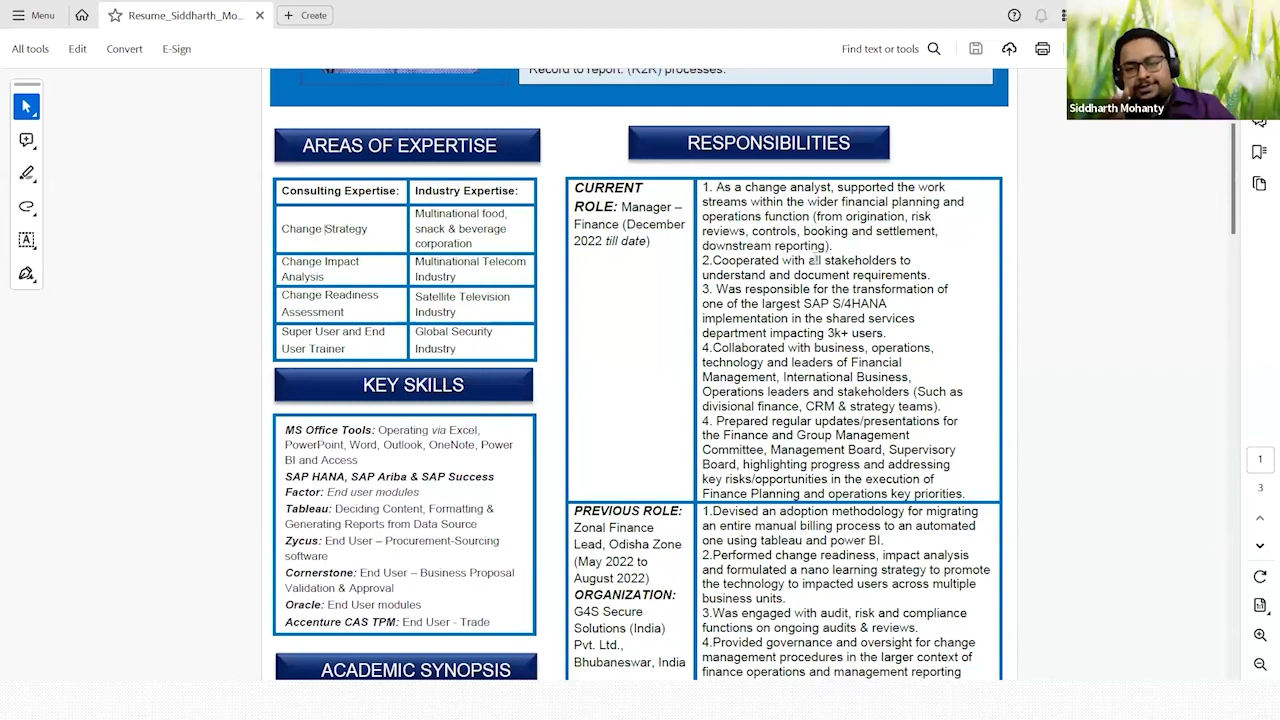 Menu
Resume_Siddharth_Mo...
Create
All tools
Edit
Convert
E-Sign
Find text or tools
Siddharth Mohanty
Record to report. (R2R) processes.
AREAS OF EXPERTISE
Consulting Expertise: Industry Expertise:
Change Strategy
Multinational food,
snack & beverage
corporation
Change Impact
Analysis
Multinational Telecom
Industry
Change Readiness
Assessment
Satellite Television
Industry
Super User and End
User Trainer
Global Security
Industry
KEY SKILLS
MS Office Tools: Operating via Excel,
PowerPoint, Word, Outlook, OneNote, Power
BI and Access
SAP HANA, SAP Ariba & SAP Success
Factor: End user modules
Tableau: Deciding Content, Formatting &
Generating Reports from Data Source
Zycus: End User – Procurement-Sourcing
software
Cornerstone: End User – Business Proposal
Validation & Approval
Oracle: End User modules
Accenture CAS TPM: End User - Trade
ACADEMIC SYNOPSIS
RESPONSIBILITIES
CURRENT
ROLE: Manager –
Finance (December
2022 till date)
1. As a change analyst, supported the work
streams within the wider financial planning and
operations function (from origination, risk
reviews, controls, booking and settlement,
downstream reporting).
2.Cooperated with all stakeholders to
understand and document requirements.
3. Was responsible for the transformation of
one of the largest SAP S/4HANA
implementation in the shared services
department impacting 3k+ users.
4.Collaborated with business, operations,
technology and leaders of Financial
Management, International Business,
Operations leaders and stakeholders (Such as
divisional finance, CRM & strategy teams).
4. Prepared regular updates/presentations for
the Finance and Group Management
Committee, Management Board, Supervisory
Board, highlighting progress and addressing
key risks/opportunities in the execution of
Finance Planning and operations key priorities.
PREVIOUS ROLE:
Zonal Finance
Lead, Odisha Zone
(May 2022 to
August 2022)
ORGANIZATION:
G4S Secure
Solutions (India)
Pvt. Ltd.,
Bhubaneswar, India
1.Devised an adoption methodology for migrating
an entire manual billing process to an automated
one using tableau and power BI.
2.Performed change readiness, impact analysis
and formulated a nano learning strategy to promote
the technology to impacted users across multiple
business units.
3.Was engaged with audit, risk and compliance
functions on ongoing audits & reviews.
4.Provided governance and oversight for change
management procedures in the larger context of
finance operations and management reporting
1
3